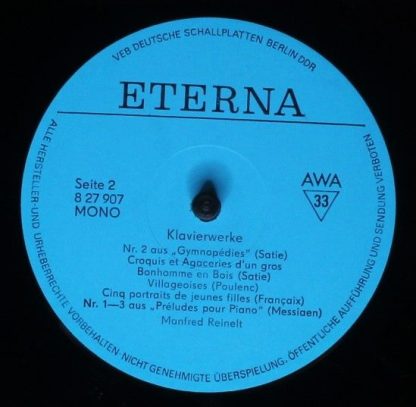 VEB DEUTSCHE SCHALLPLATTEN BERLIN DDR
ETERNA
Seite 2
8 27 907
MONO
AWA
33
Klavierwerke
Nr. 2 aus „Gymnopédies" (Satie)
Croquis et Agaceries d'un gros
Bonhomme en Bois (Satie)
Villageoises (Poulenc)
Cinq portraits de jeunes filles (Françaix)
Nr. 1—3 aus „Préludes pour Piano" (Messiaen)
Manfred Reinelt
ALLE HERSTELLER- UND URHEBERRECHTE VORBEHALTEN. NICHT GENEHMIGTE ÜBERSPIELUNG, ÖFFENTLICHE AUFFÜHRUNG UND SENDUNG VERBOTEN